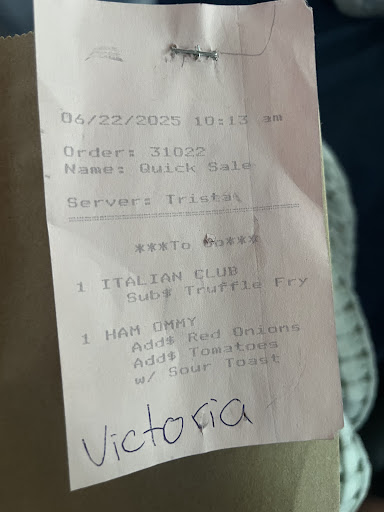 06/22/2025 10:13 am
Order: 31022
Name: Quick Sale
Server: Trista
***To Go***
1 ITALIAN CLUB
Sub$ Truffle Fry
1 HAM OMMY
Add$ Red Onions
Add$ Tomatoes
w/ Sour Toast
Victoria